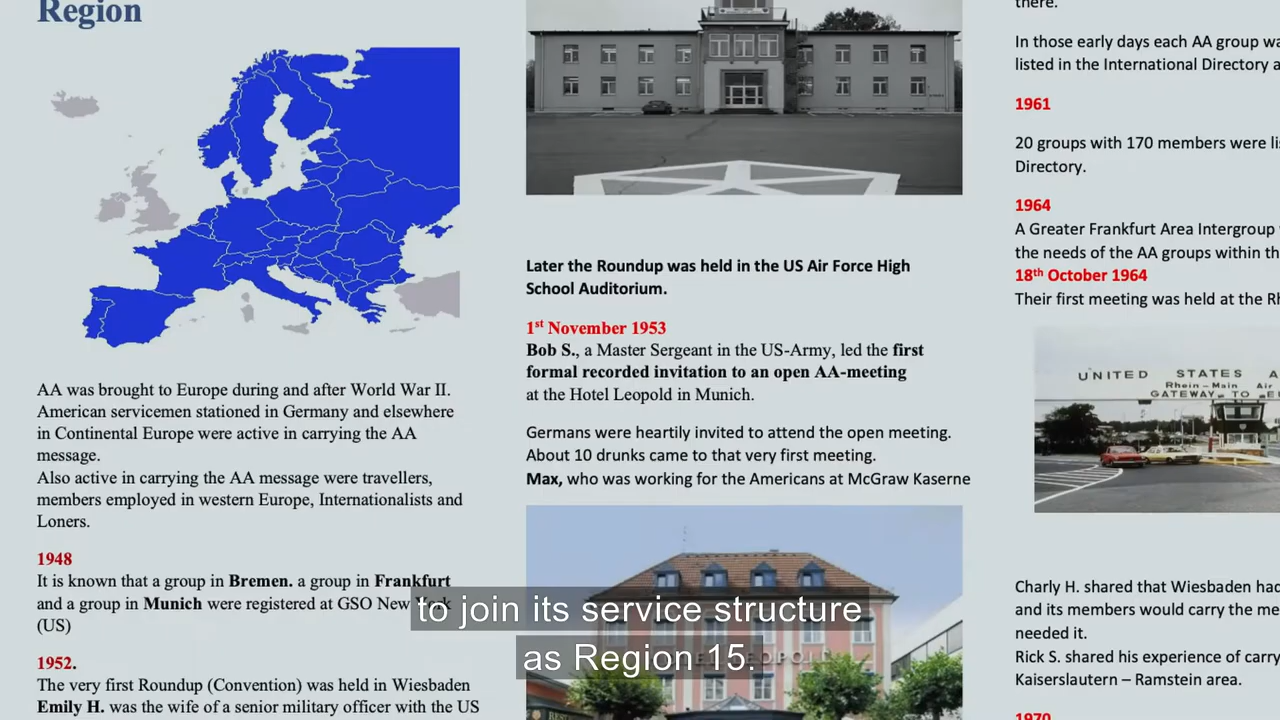 Region
AA was brought to Europe during and after World War II.
American servicemen stationed in Germany and elsewhere
in Continental Europe were active in carrying the AA
message.
Also active in carrying the AA message were travellers,
members employed in western Europe, Internationalists and
Loners.
1948
It is known that a group in Bremen. a group in Frankfurt
and a group in Munich were registered at GSO New York
(US)
1952.
The very first Roundup (Convention) was held in Wiesbaden
Emily H. was the wife of a senior military officer with the US
Later the Roundup was held in the US Air Force High
School Auditorium.
1st November 1953
Bob S., a Master Sergeant in the US-Army, led the first
formal recorded invitation to an open AA-meeting
at the Hotel Leopold in Munich.
Germans were heartily invited to attend the open meeting.
About 10 drunks came to that very first meeting.
Max, who was working for the Americans at McGraw Kaserne
there.
In those early days each AA group wa
listed in the International Directory a
1961
20 groups with 170 members were li
Directory.
1964
A Greater Frankfurt Area Intergroup
the needs of the AA groups within th
18th October 1964
Their first meeting was held at the Rh
UNITED STATES A
Rhein-Main Air
GATEWAY TO E
Charly H. shared that Wiesbaden had
and its members would carry the me
needed it.
Rick S. shared his experience of carry
Kaiserslautern – Ramstein area.
1970
to join its service structure
as Region 15.